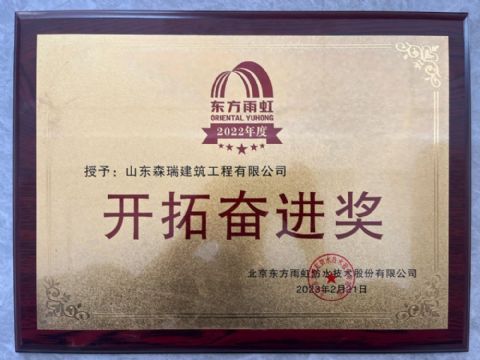 东方雨虹
ORIENTAL YUHONG
2022年度
授予：山东森瑞建筑工程有限公司
开拓奋进奖
北京东方雨虹防水技术股份有限公司
2023年2月21日